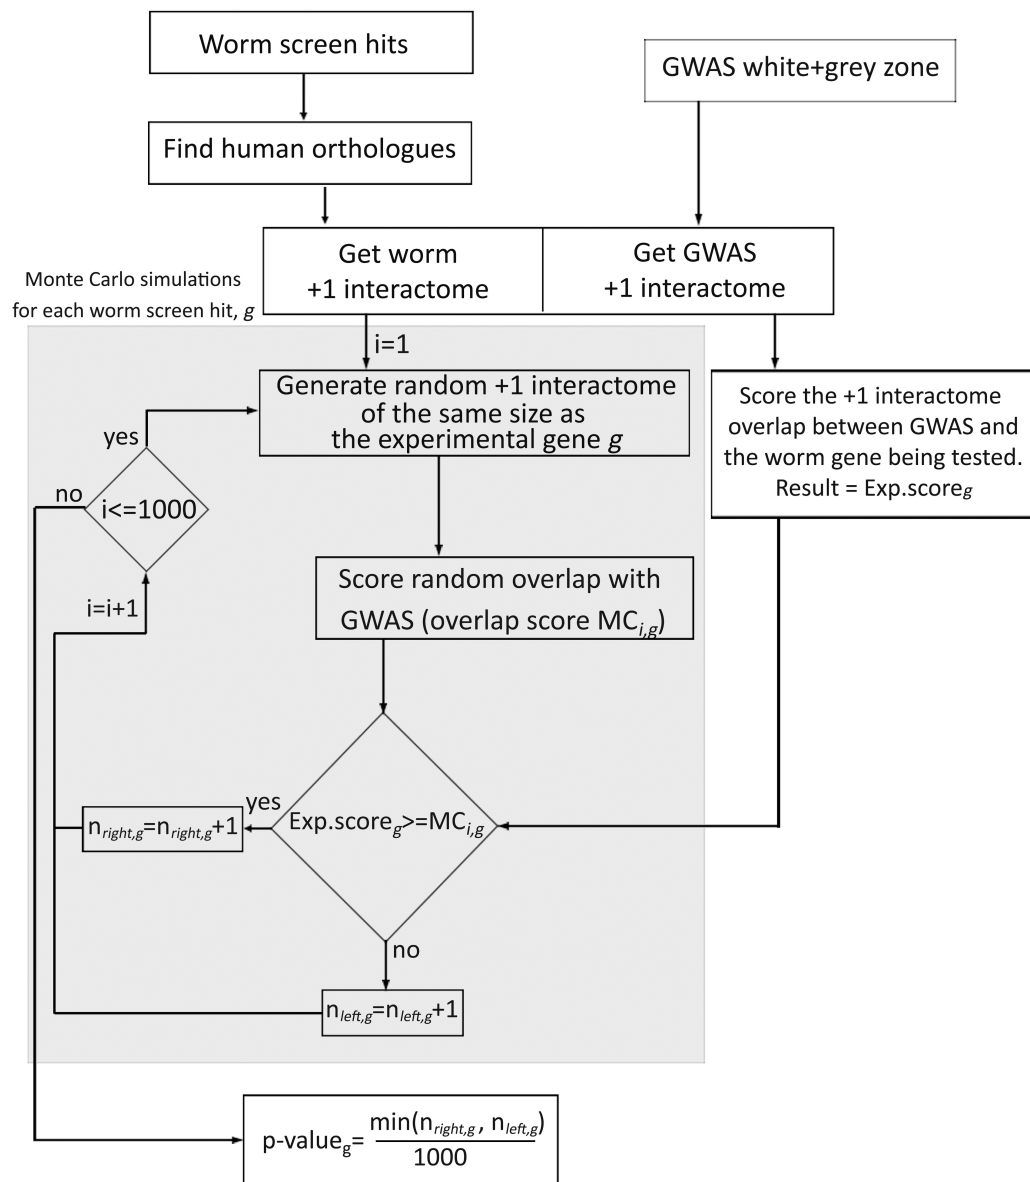 Worm screen hits
GWAS white+grey zone
Find human orthologues
Get worm
+1 interactome
Get GWAS
+1 interactome
Monte Carlo simulations
for each worm screen hit, g
i=1
Generate random +1 interactome
of the same size as
the experimental gene g
Score the +1 interactome
overlap between GWAS and
the worm gene being tested.
Result = Exp.scoreg
yes
no
i<=1000
Score random overlap with
GWAS (overlap score MCi,g)
i=i+1
yes
Exp.scoreg>=MCi,g
nright,g=nright,g+1
no
nleft,g=nleft,g+1
p-valueg= min(nright,g , nleft,g)
1000